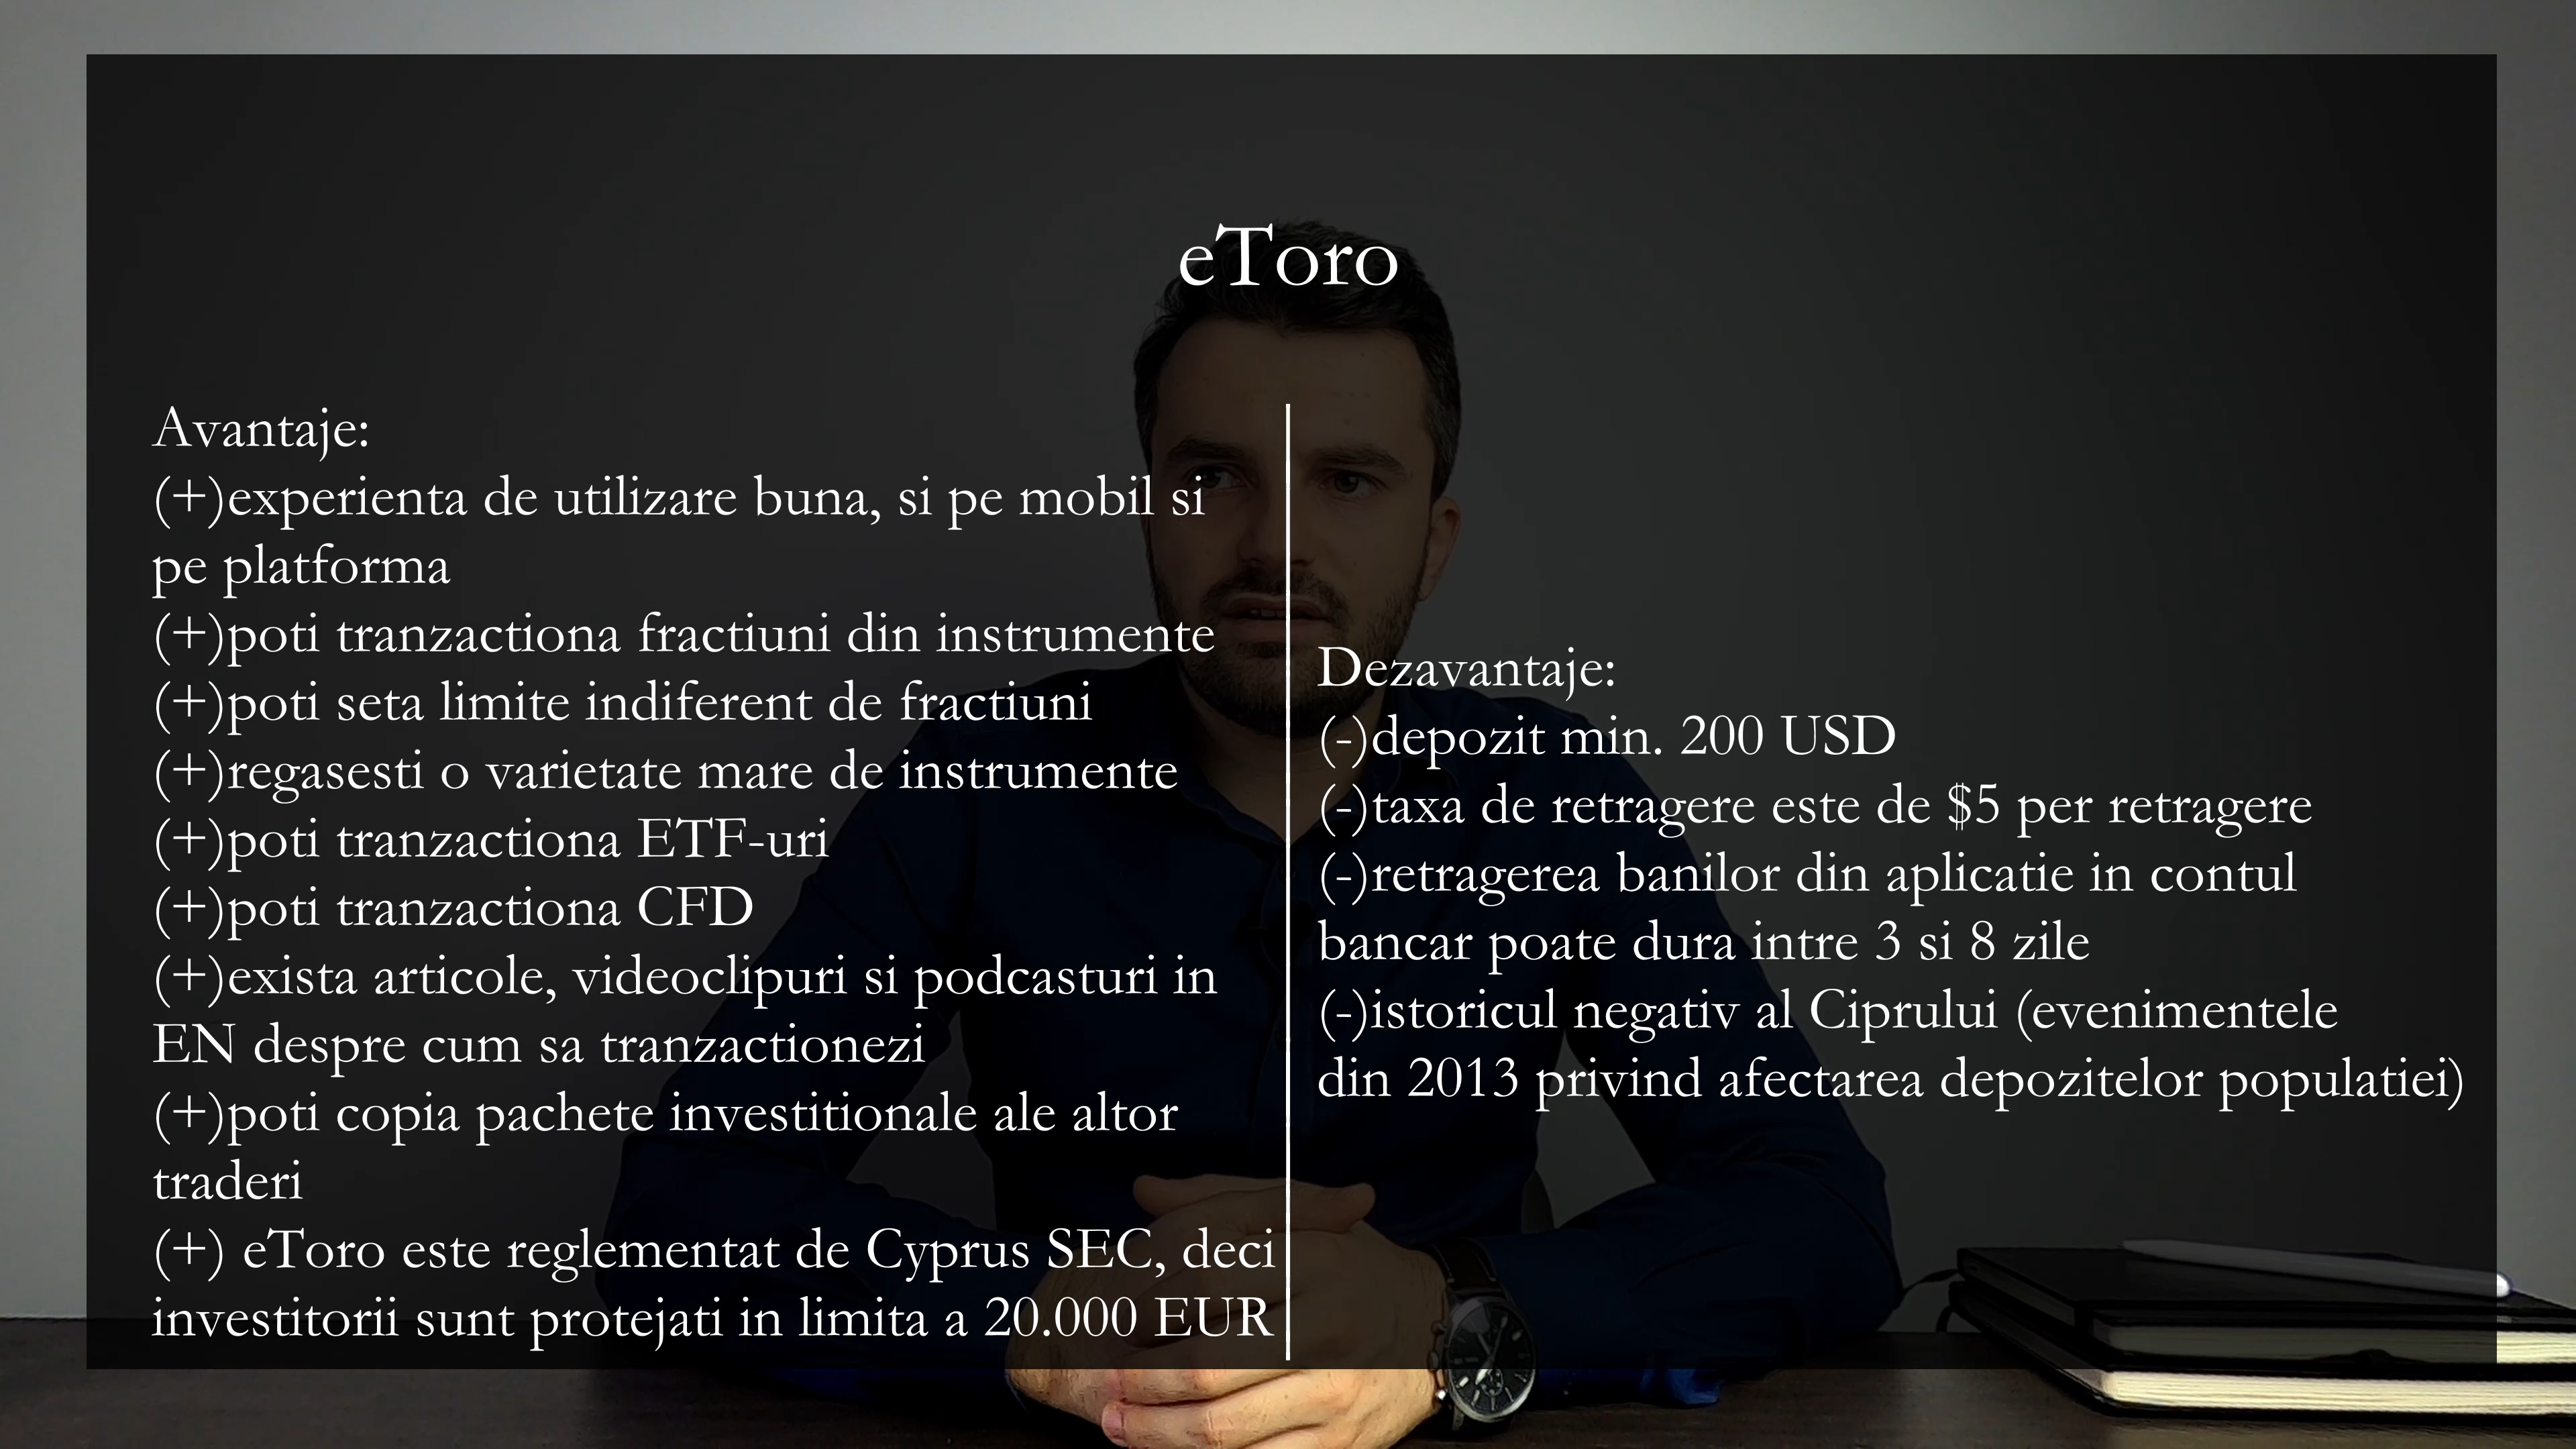 eToro
Avantaje:
(+)experienta de utilizare buna, si pe mobil si
pe platforma
(+)poti tranzactiona fractiuni din instrumente
(+)poti seta limite indiferent de fractiuni
(+)regasesti o varietate mare de instrumente
(+)poti tranzactiona ETF-uri
(+)poti tranzactiona CFD
(+)exista articole, videoclipuri si podcasturi in
EN despre cum sa tranzactionezi
(+)poti copia pachete investitionale ale altor
traderi
(+) eToro este reglementat de Cyprus SEC, deci
investitorii sunt protejati in limita a 20.000 EUR
Dezavantaje:
(-)depozit min. 200 USD
(-)taxa de retragere este de $5 per retragere
(-)retragerea banilor din aplicatie in contul
bancar poate dura intre 3 si 8 zile
(-)istoricul negativ al Ciprului (evenimentele
din 2013 privind afectarea depozitelor populatiei)